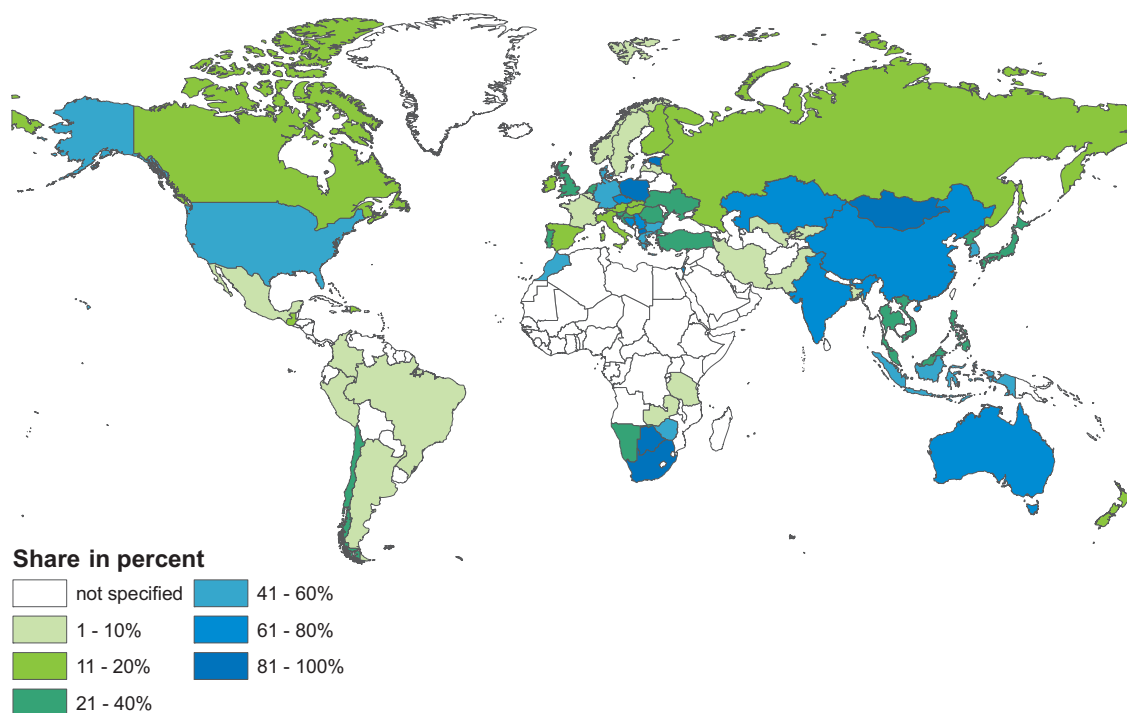 Share in percent
not specified
1 - 10%
11 - 20%
21 - 40%
41 - 60%
61 - 80%
81 - 100%